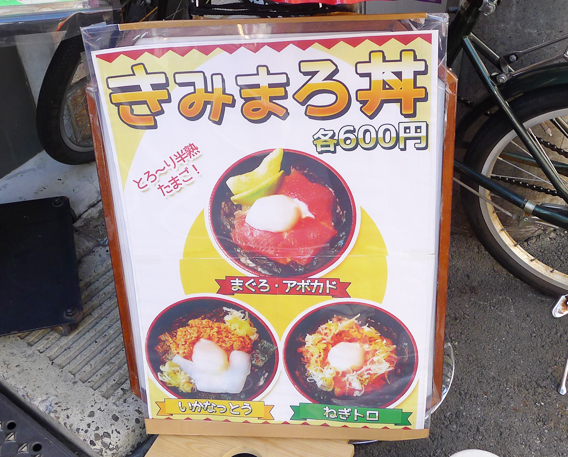 きみまろ丼
各600円
とろ～り半熟
たまご！
まぐろ・アボカド
いかなっとう
ねぎトロ